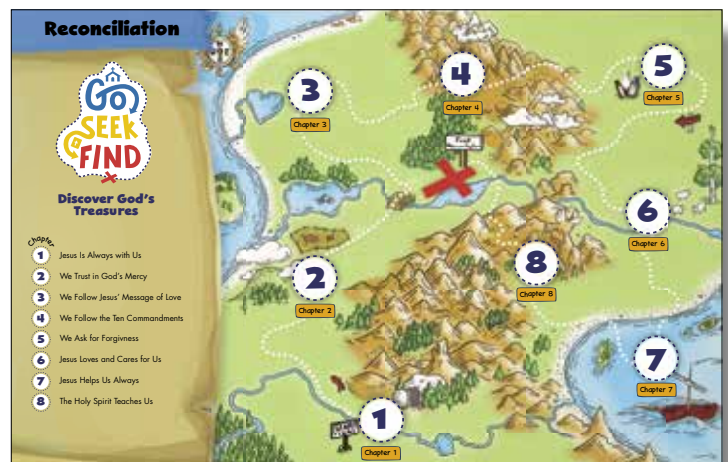 Reconciliation
GO
SEEK
FIND
Discover God's
Treasures
Chapter
1 Jesus Is Always with Us
2 We Trust in God's Mercy
3 We Follow Jesus' Message of Love
4 We Follow the Ten Commandments
5 We Ask for Forgivness
6 Jesus Loves and Cares for Us
7 Jesus Helps Us Always
8 The Holy Spirit Teaches Us
3
Chapter 3
4
Chapter 4
5
Chapter 5
6
Chapter 6
2
Chapter 2
8
Chapter 8
7
Chapter 7
1
Chapter 1